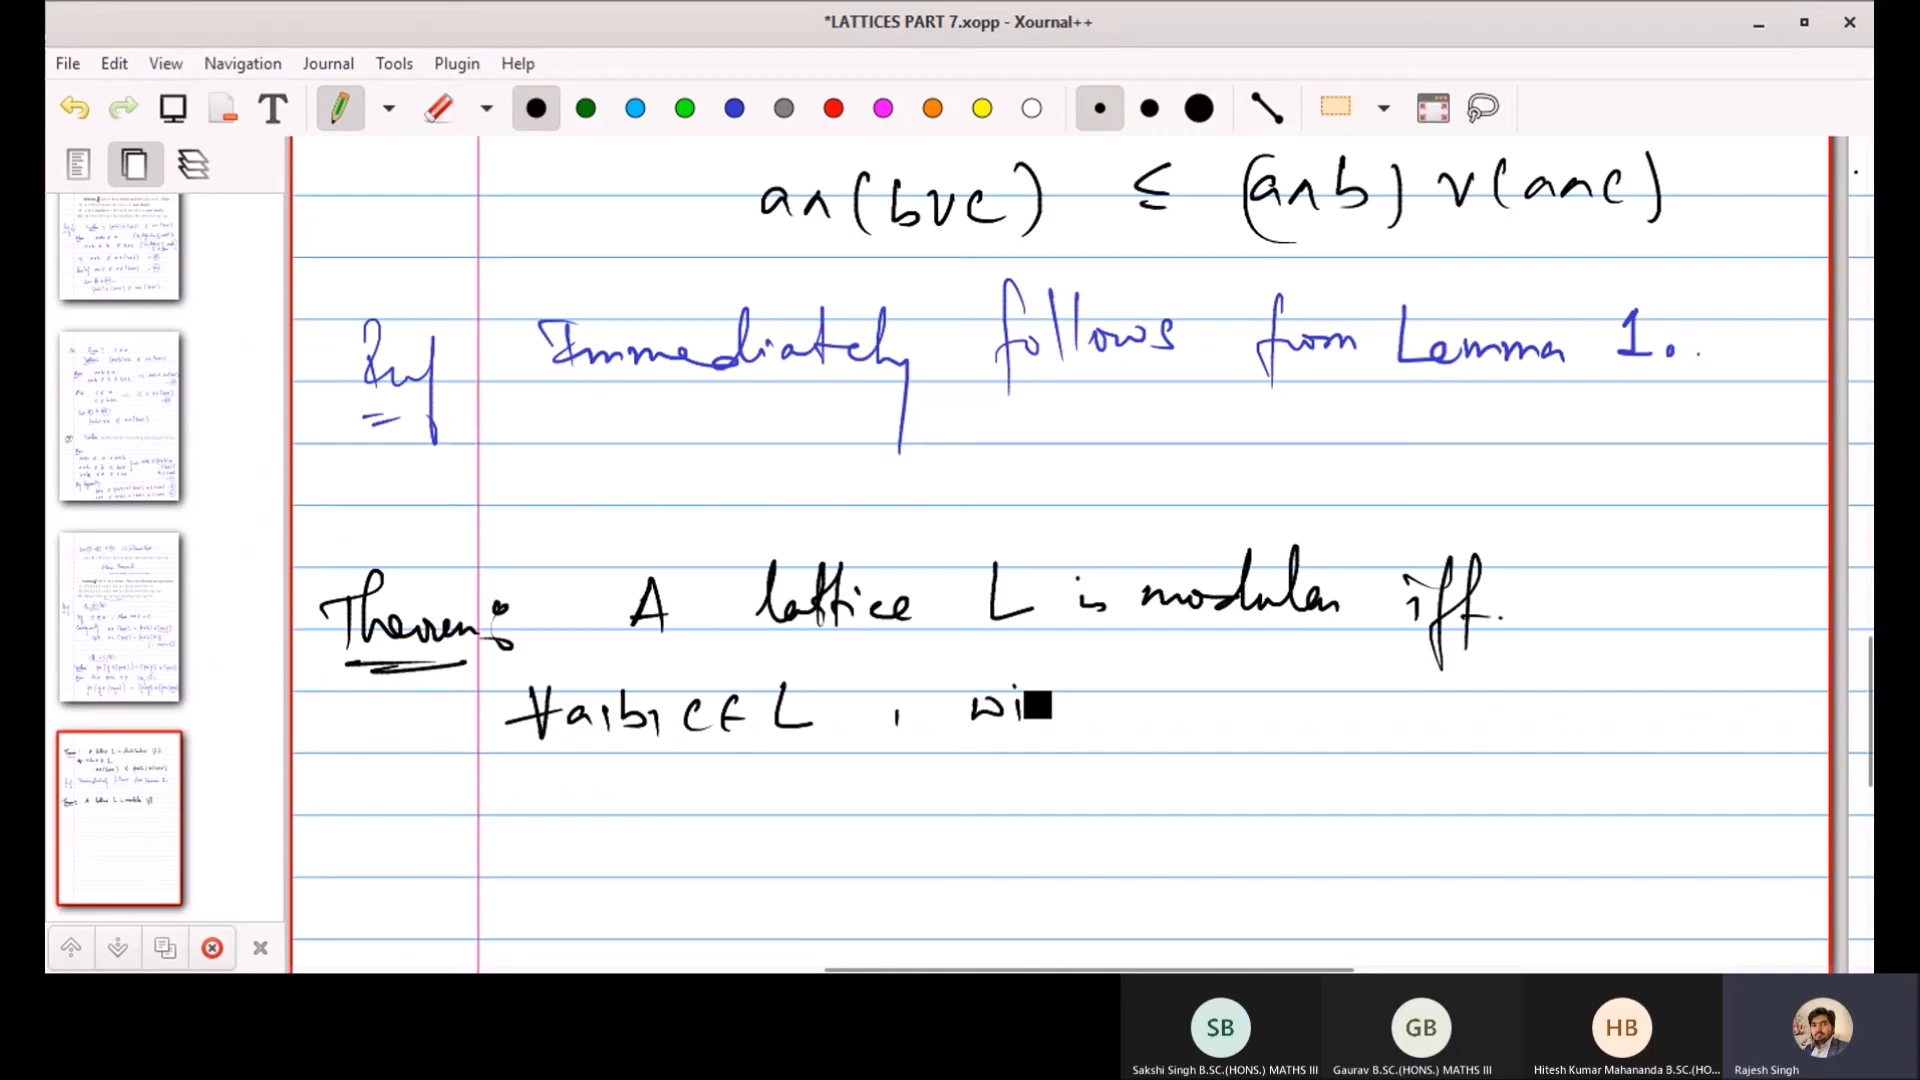 *LATTICES PART 7.xopp - Xournal++
File Edit View Navigation Journal Tools Plugin Help
a∧(b∨c) ≤ (a∧b) ∨ (a∧c)
Prf Immediately follows from Lemma 1.
Theorem: A lattice L is modular iff.
∀a,b,c ∈ L , wi
SB GB HB
Sakshi Singh B.SC.(HONS.) MATHS III Gaurav B.SC.(HONS.) MATHS III Hitesh Kumar Mahananda B.SC.(HO... Rajesh Singh